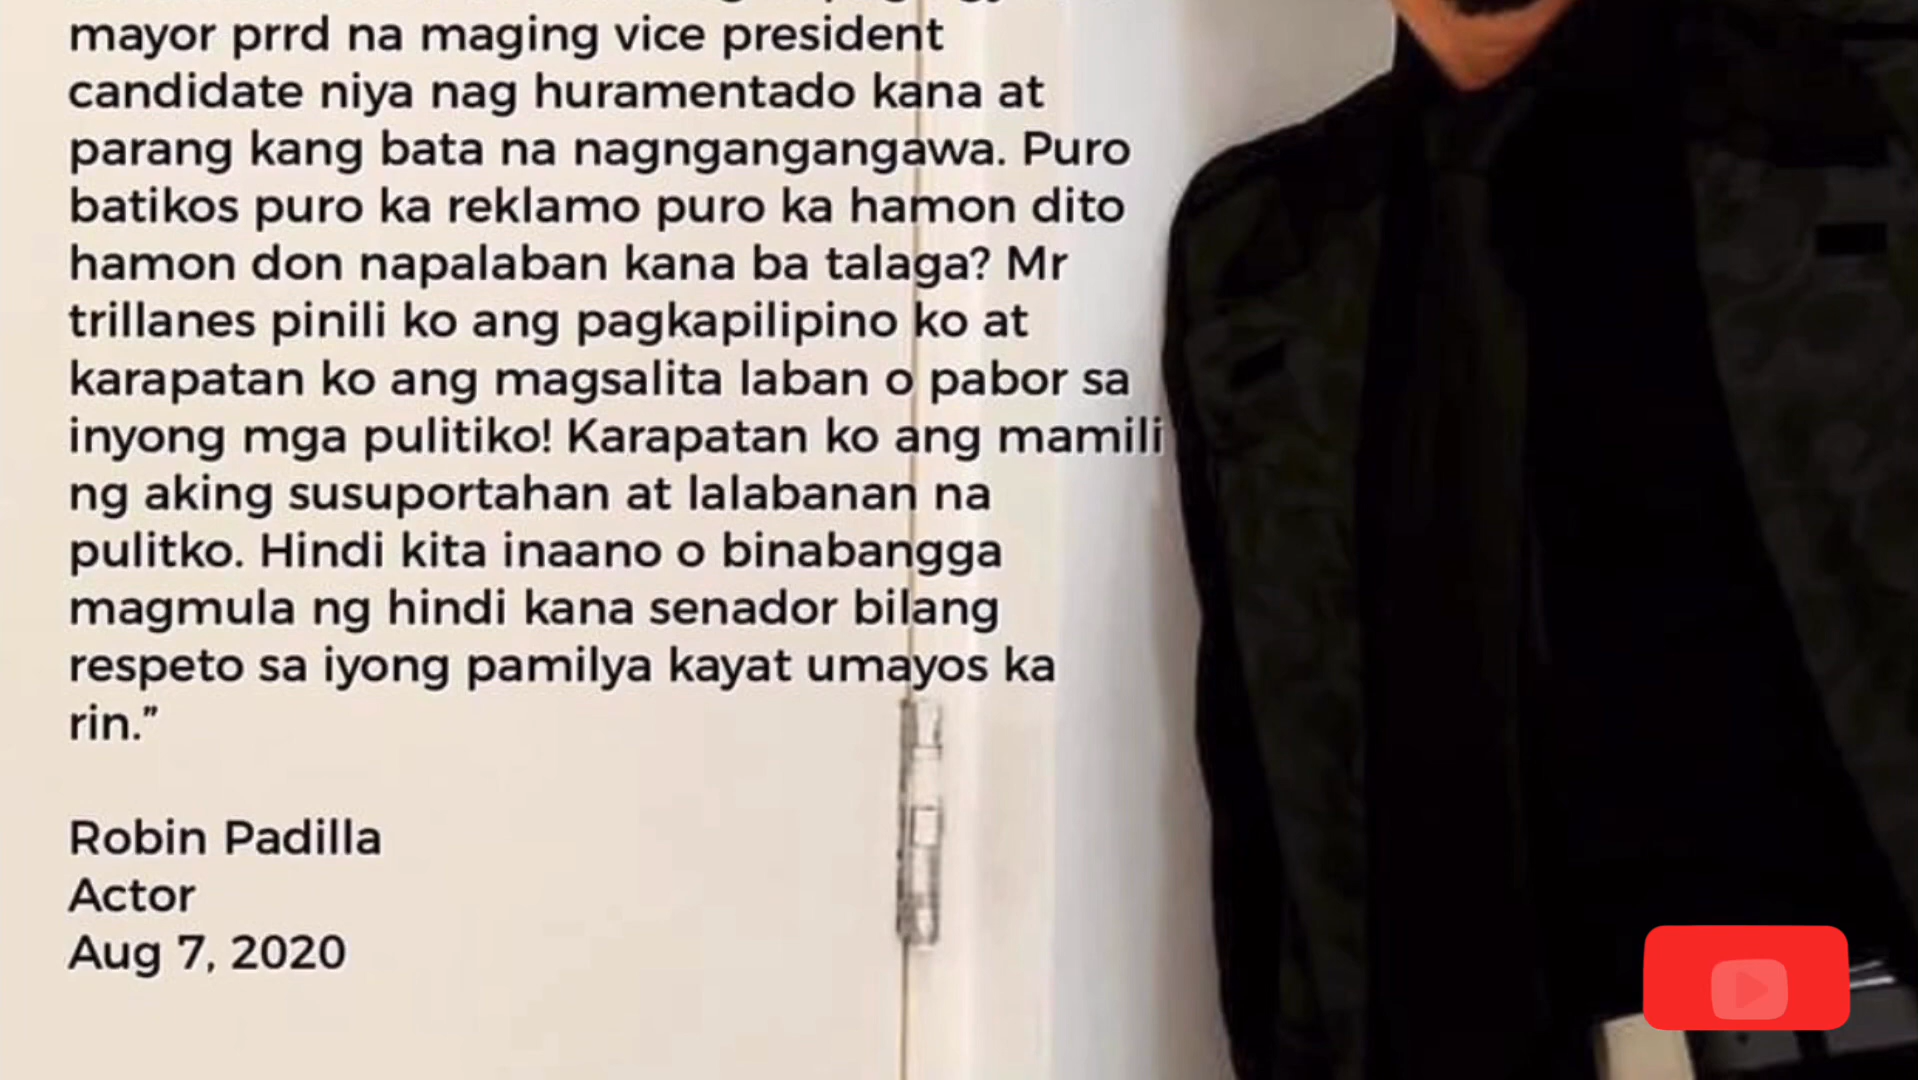 mayor prrd na maging vice president
candidate niya nag huramentado kana at
parang kang bata na nagngangangawa. Puro
batikos puro ka reklamo puro ka hamon dito
hamon don napalaban kana ba talaga? Mr
trillanes pinili ko ang pagkapilipino ko at
karapatan ko ang magsalita laban o pabor sa
inyong mga pulitiko! Karapatan ko ang mamili
ng aking susuportahan at lalabanan na
pulitko. Hindi kita inaano o binabangga
magmula ng hindi kana senador bilang
respeto sa iyong pamilya kayat umayos ka
rin.”
Robin Padilla
Actor
Aug 7, 2020